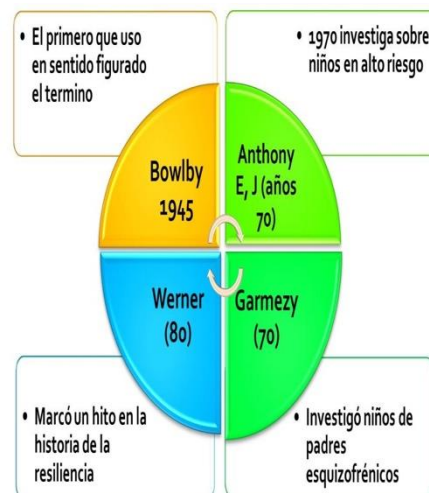 • El primero que uso
en sentido figurado
el termino
• 1970 investiga sobre
niños en alto riesgo
Bowlby
1945
Anthony
E, J (años
70)
Werner
(80)
Garmezy
(70)
• Marcó un hito en la
historia de la
resiliencia
• Investigó niños de
padres
esquizofrénicos